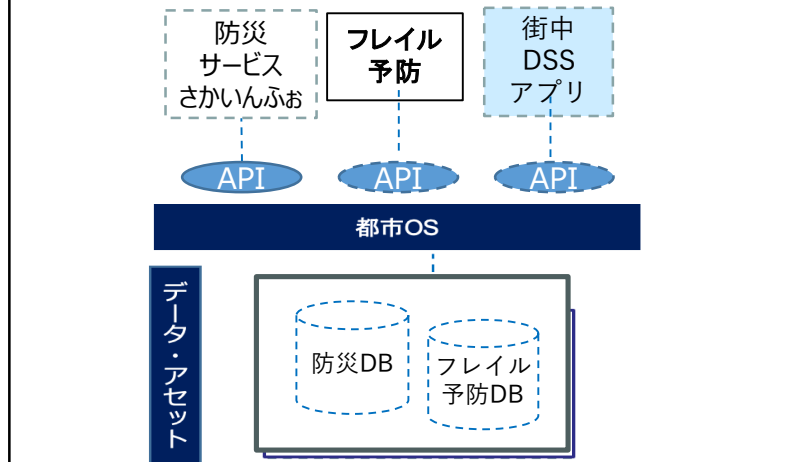 防災
サービス
さかいんふぉ
フレイル
予防
街中
DSS
アプリ
API
API
API
都市OS
データ・アセット
防災DB
フレイル
予防DB